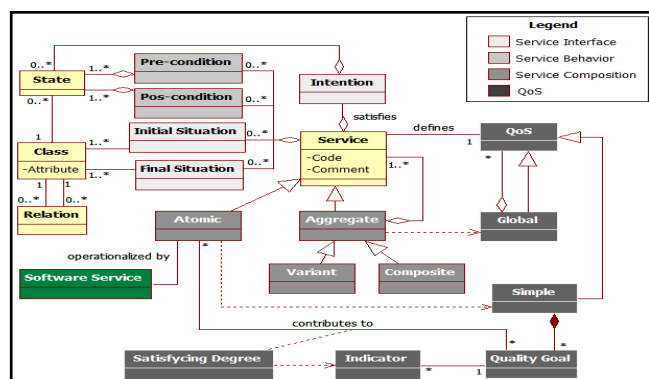 Legend
Service Interface
Service Behavior
Service Composition
QoS
0..*
1..*
Pre-condition
0..*
State
Intention
1..*
Pos-condition
0..*
0..*
satisfies
1
1..*
Initial Situation
0..*
Service
defines
QoS
Class
-Code
1
-Attribute
1..*
Final Situation
-Comment
1..*
*
1
1
0..*
0..*
0..*
Relation
Atomic
Aggregate
Global
*
operationalized by
Software Service
Variant
Composite
Simple
contributes to
*
*
Satisfycing Degree
Indicator
*
1
Quality Goal